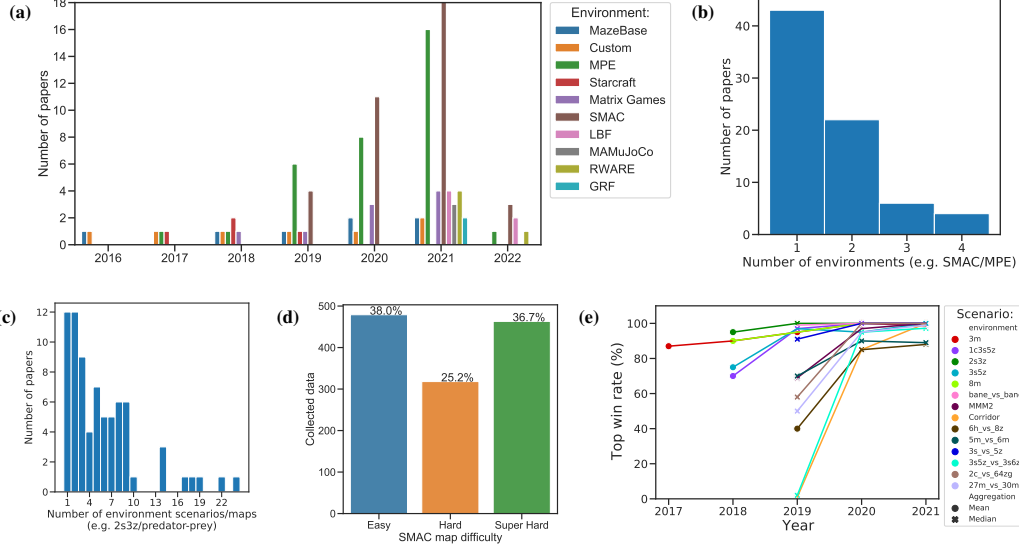 (a)
Number of papers
18
16
14
12
10
8
6
4
2
0
2016 2017 2018 2019 2020 2021 2022
Environment:
MazeBase
Custom
MPE
Starcraft
Matrix Games
SMAC
LBF
MAMuJoCo
RWARE
GRF
(b)
Number of papers
40
30
20
10
0
1 2 3 4
Number of environments (e.g. SMAC/MPE)
(c)
Number of papers
12
10
8
6
4
2
0
1 4 7 10 13 14 16 19 22
Number of environment scenarios/maps
(e.g. 2s3z/predator-prey)
(d)
Collected data
500
400
300
200
100
0
38.0%
25.2%
36.7%
Easy Hard Super Hard
SMAC map difficulty
(e)
Top win rate (%)
100
80
60
40
20
0
2017 2018 2019 2020 2021
Year
Scenario:
environment
3m
1c3s5z
2s3z
3s5z
8m
bane_vs_bane
MMM2
Corridor
6h_vs_8z
5m_vs_6m
3s_vs_5z
3s5z_vs_3s6z
2c_vs_64zg
27m_vs_30m
Aggregation
Mean
Median